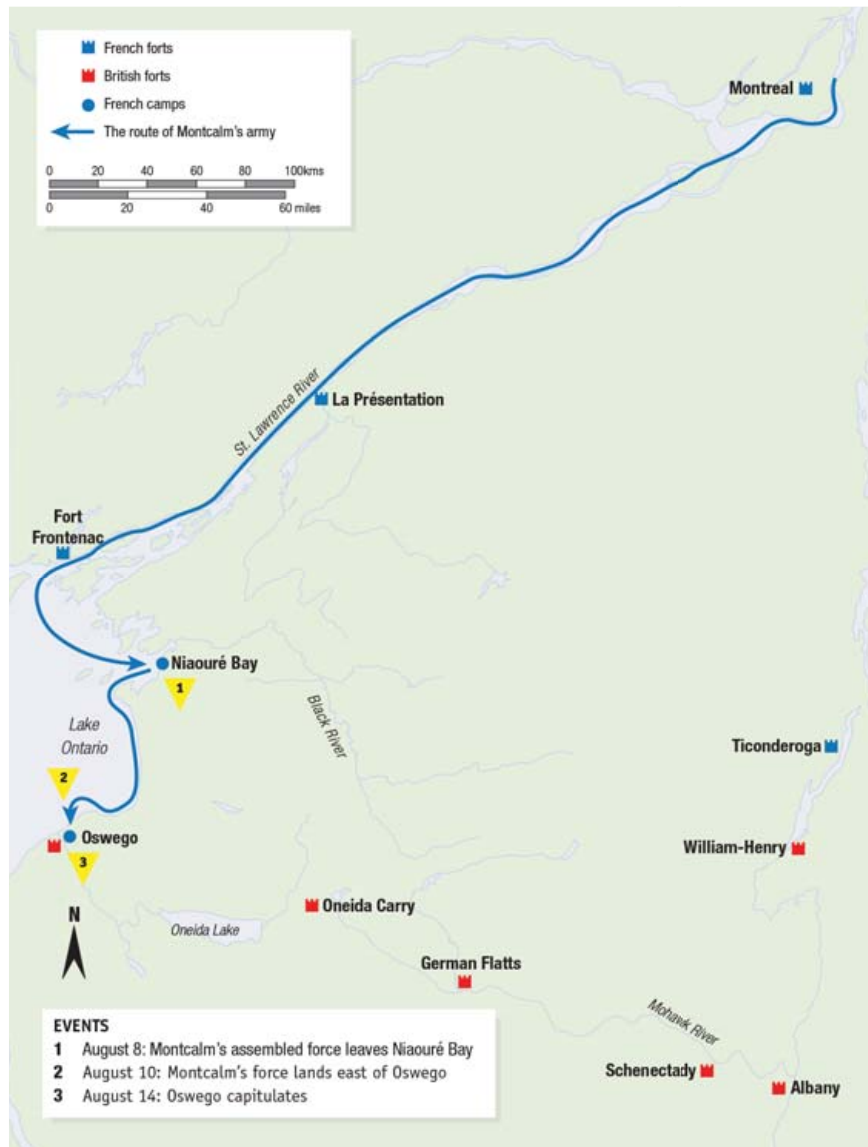 French forts
British forts
French camps
The route of Montcalm's army
0 20 40 60 80 100kms
0 20 40 60 miles
Montreal
St. Lawrence River
La Présentation
Fort
Frontenac
Niaouré Bay
1
Black River
Lake
Ontario
2
Ticonderoga
Oswego
3
William-Henry
N
Oneida Lake
Oneida Carry
German Flatts
Mohawk River
Schenectady
Albany
EVENTS
1 August 8: Montcalm's assembled force leaves Niaouré Bay
2 August 10: Montcalm's force lands east of Oswego
3 August 14: Oswego capitulates